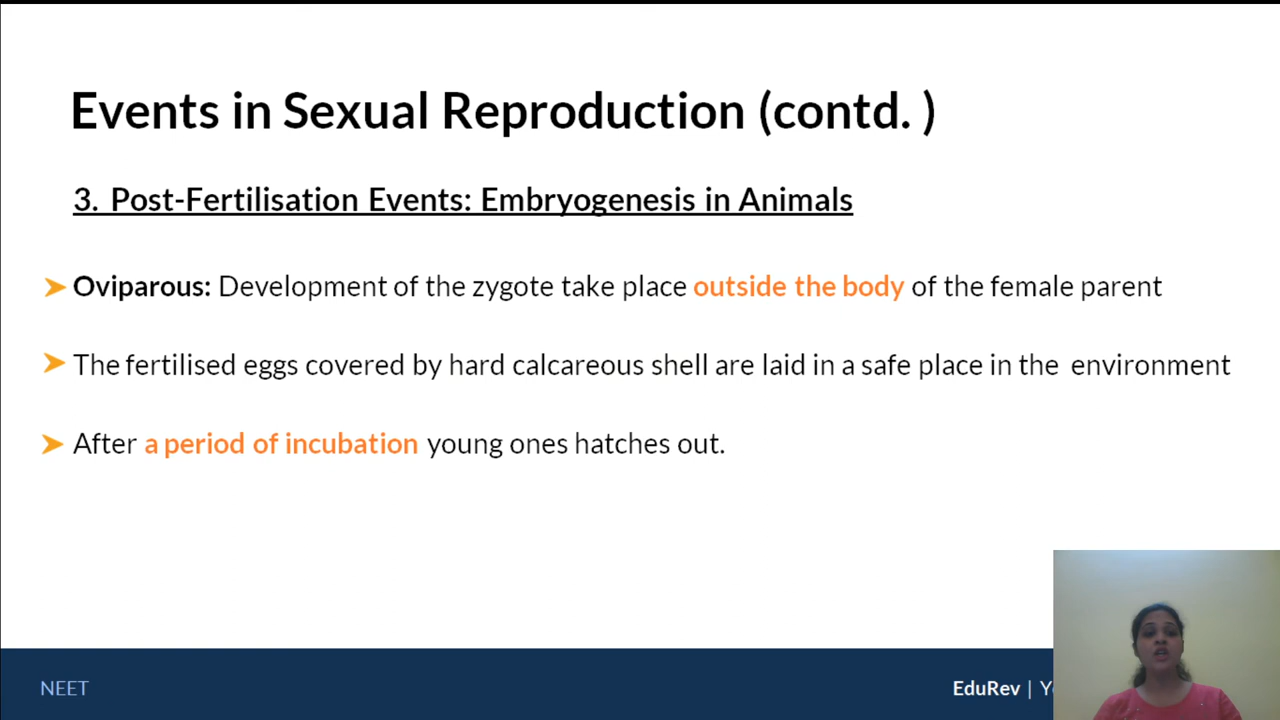 Events in Sexual Reproduction (contd. )
3. Post-Fertilisation Events: Embryogenesis in Animals
Oviparous: Development of the zygote take place outside the body of the female parent
The fertilised eggs covered by hard calcareous shell are laid in a safe place in the environment
After a period of incubation young ones hatches out.
NEET
EduRev |